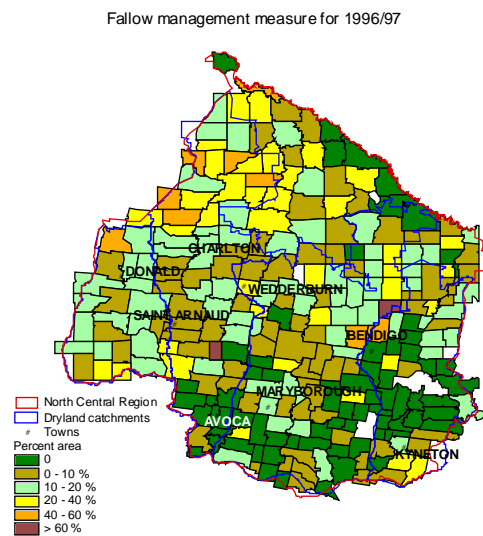 Fallow management measure for 1996/97
CHARLTON
DONALD
WEDDERBURN
SAINT ARNAUD
BENDIGO
MARYBOROUGH
AVOCA
KYNETON
North Central Region
Dryland catchments
# Towns
Percent area
0
0 - 10 %
10 - 20 %
20 - 40 %
40 - 60 %
> 60 %